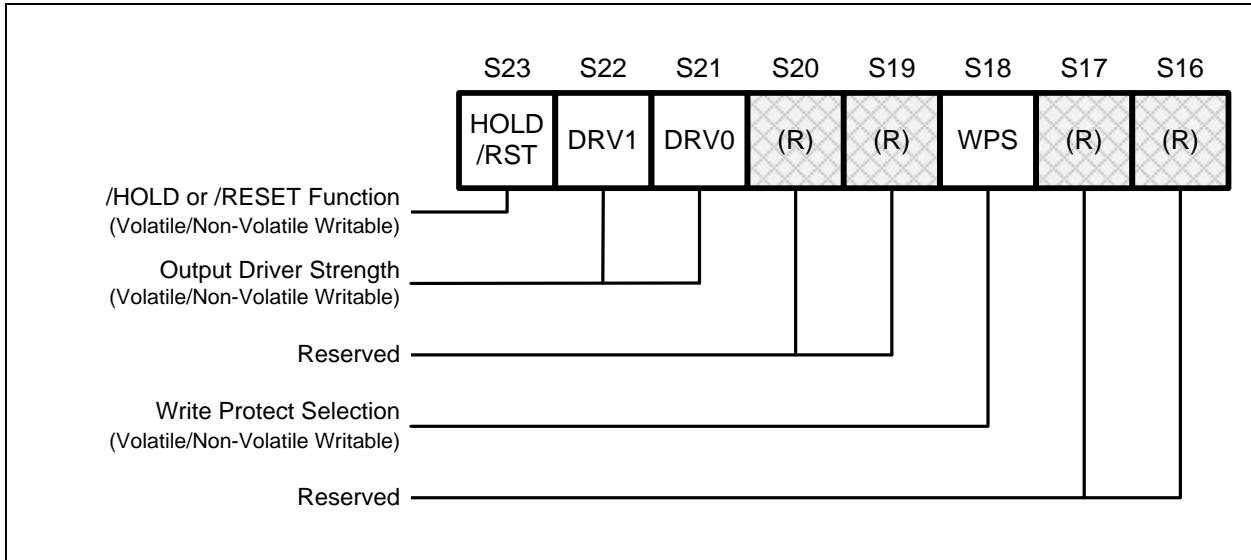 S23 S22 S21 S20 S19 S18 S17 S16
HOLD
/RST DRV1 DRV0 (R) (R) WPS (R) (R)
/HOLD or /RESET Function
(Volatile/Non-Volatile Writable)
Output Driver Strength
(Volatile/Non-Volatile Writable)
Reserved
Write Protect Selection
(Volatile/Non-Volatile Writable)
Reserved